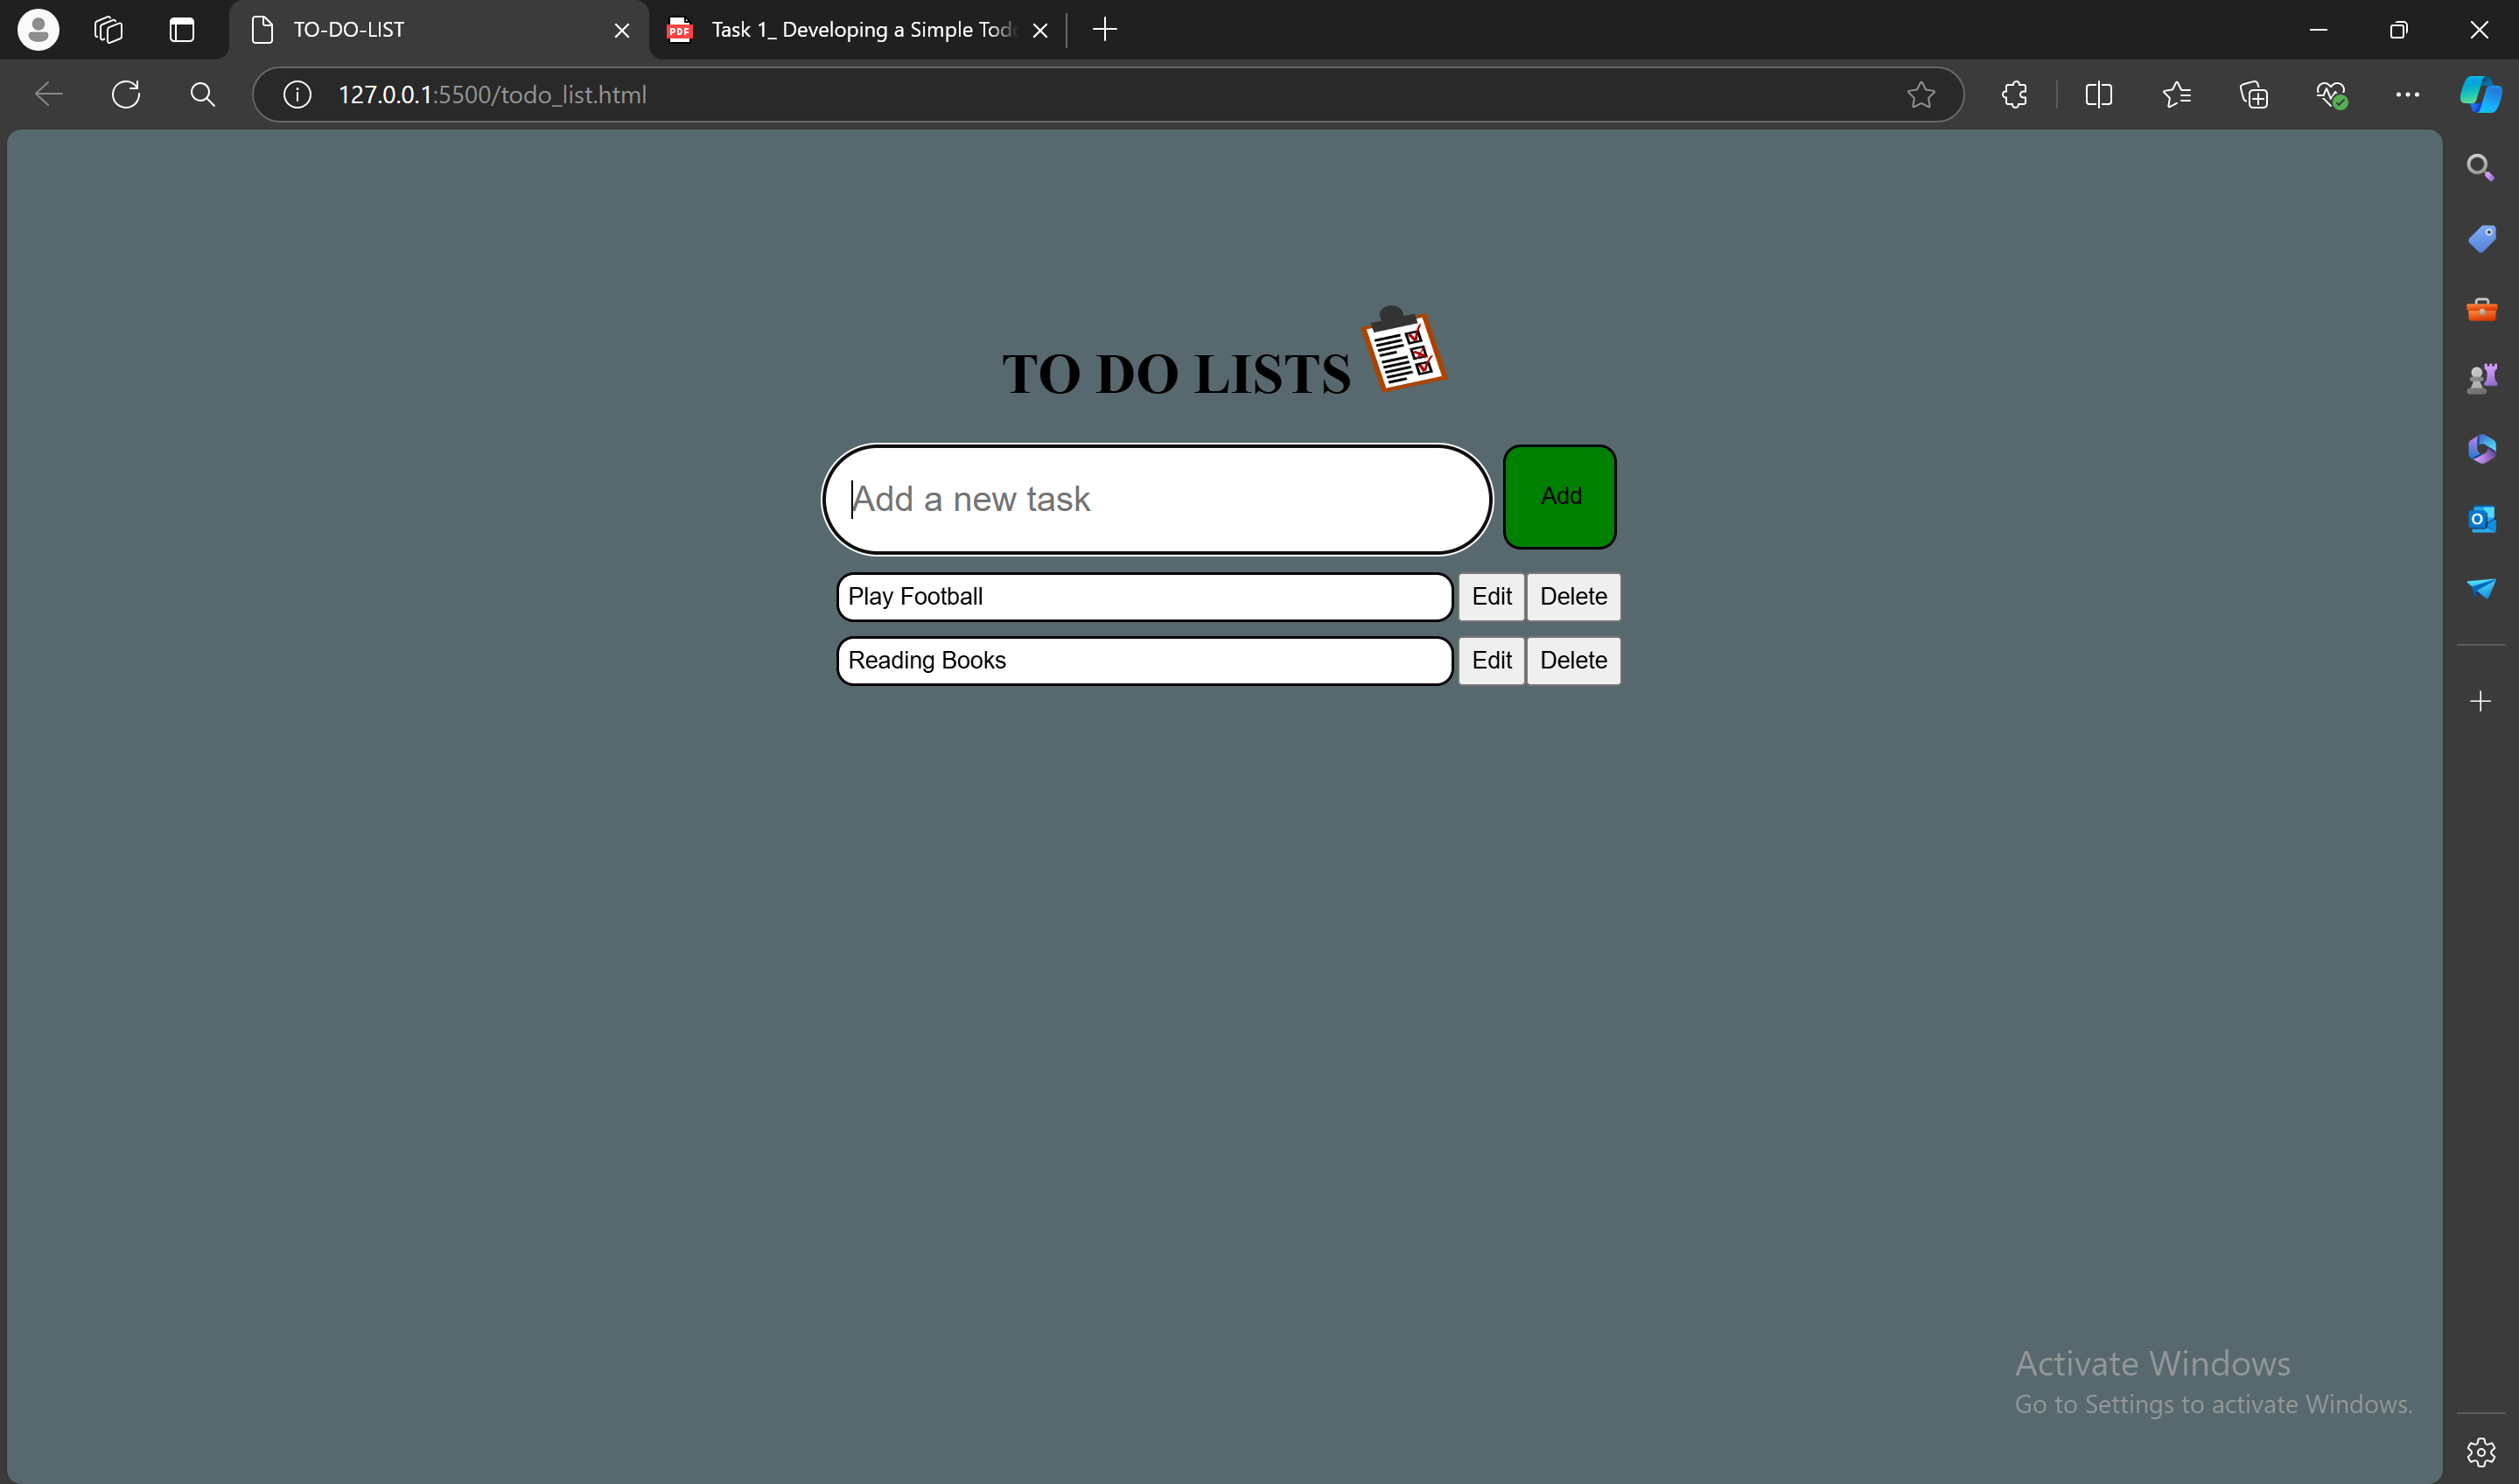 TO-DO-LIST
Task 1_ Developing a Simple Tod
127.0.0.1:5500/todo_list.html
TO DO LISTS
Add a new task
Add
Play Football Edit Delete
Reading Books Edit Delete
Activate Windows
Go to Settings to activate Windows.